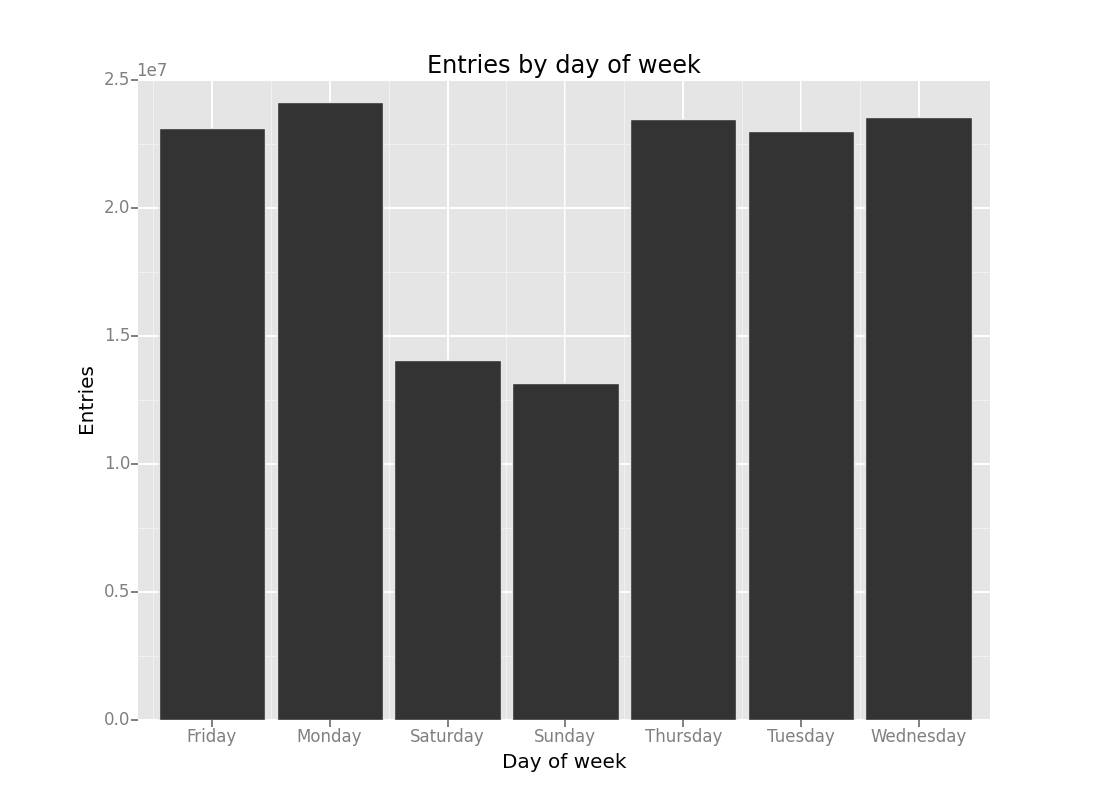 Entries by day of week
1e7
2.5
2.0
1.5
1.0
0.5
0.0
Entries
Friday Monday Saturday Sunday Thursday Tuesday Wednesday
Day of week